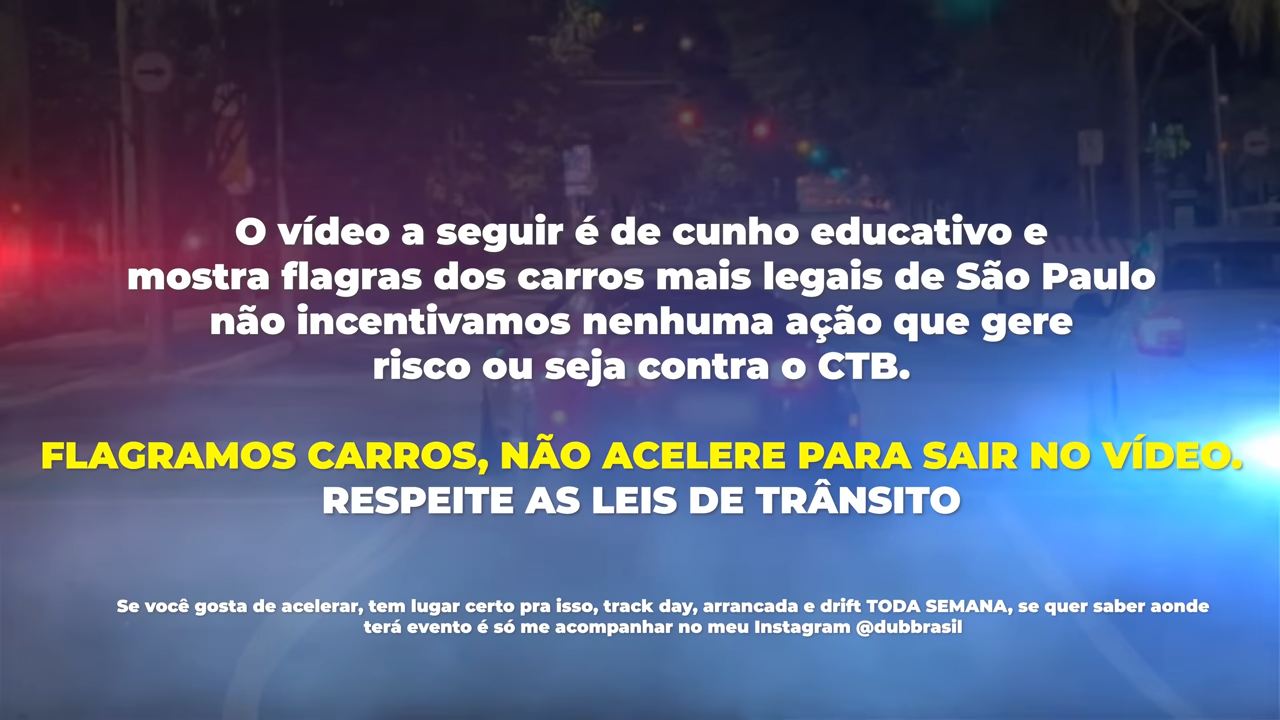 O vídeo a seguir é de cunho educativo e
mostra flagras dos carros mais legais de São Paulo
não incentivamos nenhuma ação que gere
risco ou seja contra o CTB.
FLAGRAMOS CARROS, NÃO ACELERE PARA SAIR NO VÍDEO.
RESPEITE AS LEIS DE TRÂNSITO
Se você gosta de acelerar, tem lugar certo pra isso, track day, arrancada e drift TODA SEMANA, se quer saber aonde
terá evento é só me acompanhar no meu Instagram @dubbrasil